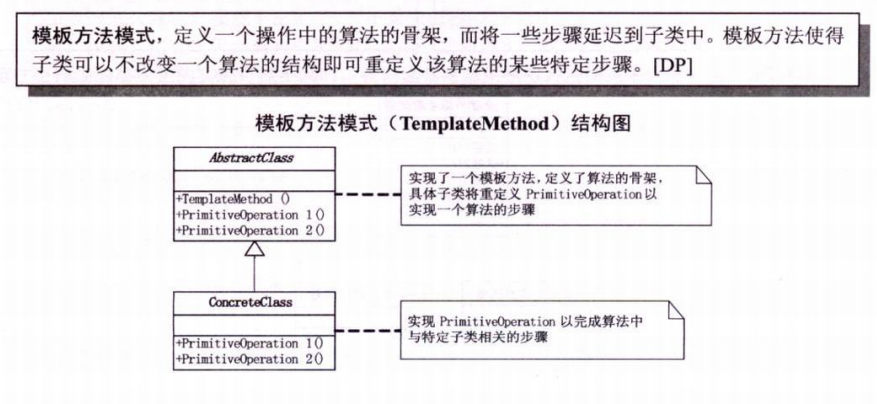 模板方法模式，定义一个操作中的算法的骨架，而将一些步骤延迟到子类中。模板方法使得
子类可以不改变一个算法的结构即可重定义该算法的某些特定步骤。[DP]
模板方法模式（TemplateMethod）结构图
AbstractClass
+TemplateMethod ()
+PrimitiveOperation 1()
+PrimitiveOperation 2()
实现了一个模板方法，定义了算法的骨架，
具体子类将重定义 PrimitiveOperation 以
实现一个算法的步骤
ConcreteClass
+PrimitiveOperation 1()
+PrimitiveOperation 2()
实现 PrimitiveOperation 以完成算法中
与特定子类相关的步骤